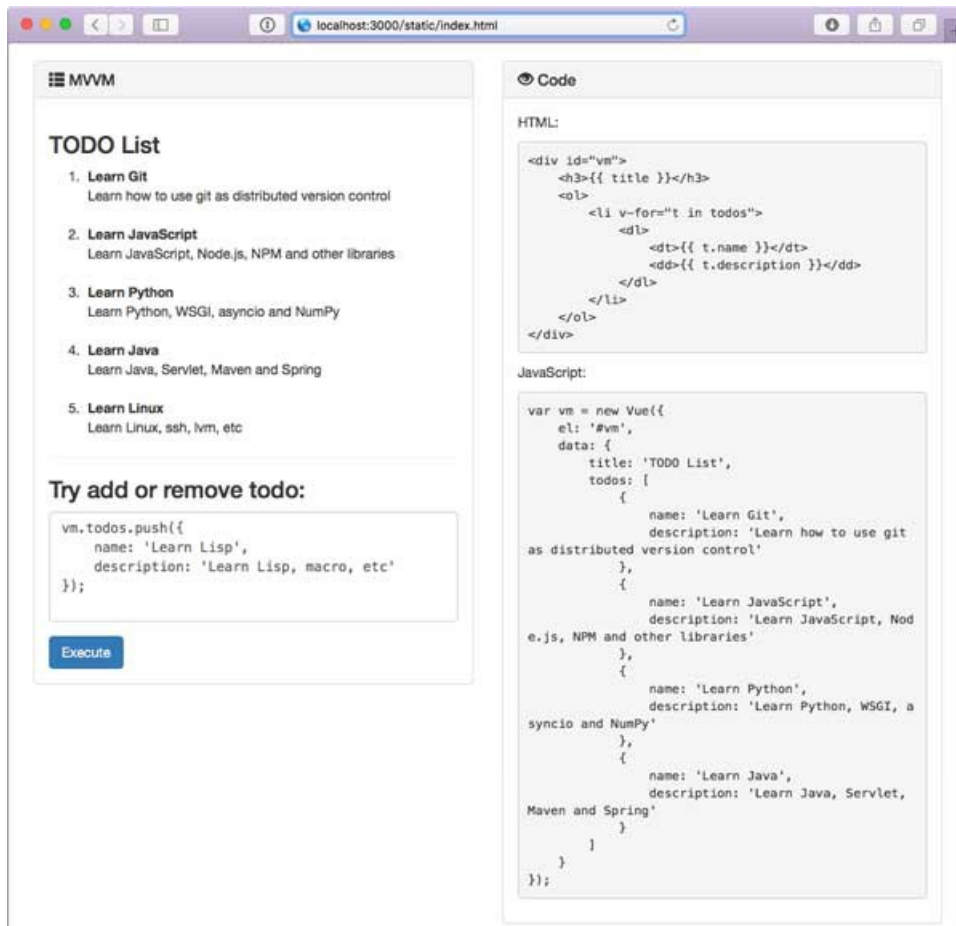 localhost:3000/static/index.html
MVVM
TODO List
1. Learn Git
Learn how to use git as distributed version control
2. Learn JavaScript
Learn JavaScript, Node.js, NPM and other libraries
3. Learn Python
Learn Python, WSGI, asyncio and NumPy
4. Learn Java
Learn Java, Servlet, Maven and Spring
5. Learn Linux
Learn Linux, ssh, lvm, etc
Try add or remove todo:
vm.todos.push({
    name: 'Learn Lisp',
    description: 'Learn Lisp, macro, etc'
});
Execute
Code
HTML:
<div id="vm">
    <h3>{{ title }}</h3>
    <ol>
        <li v-for="t in todos">
            <dl>
                <dt>{{ t.name }}</dt>
                <dd>{{ t.description }}</dd>
            </dl>
        </li>
    </ol>
</div>
JavaScript:
var vm = new Vue({
    el: '#vm',
    data: {
        title: 'TODO List',
        todos: [
            {
                name: 'Learn Git',
                description: 'Learn how to use git
as distributed version control'
            },
            {
                name: 'Learn JavaScript',
                description: 'Learn JavaScript, Nod
e.js, NPM and other libraries'
            },
            {
                name: 'Learn Python',
                description: 'Learn Python, WSGI, a
syncio and NumPy'
            },
            {
                name: 'Learn Java',
                description: 'Learn Java, Servlet,
Maven and Spring'
            }
        ]
    }
});